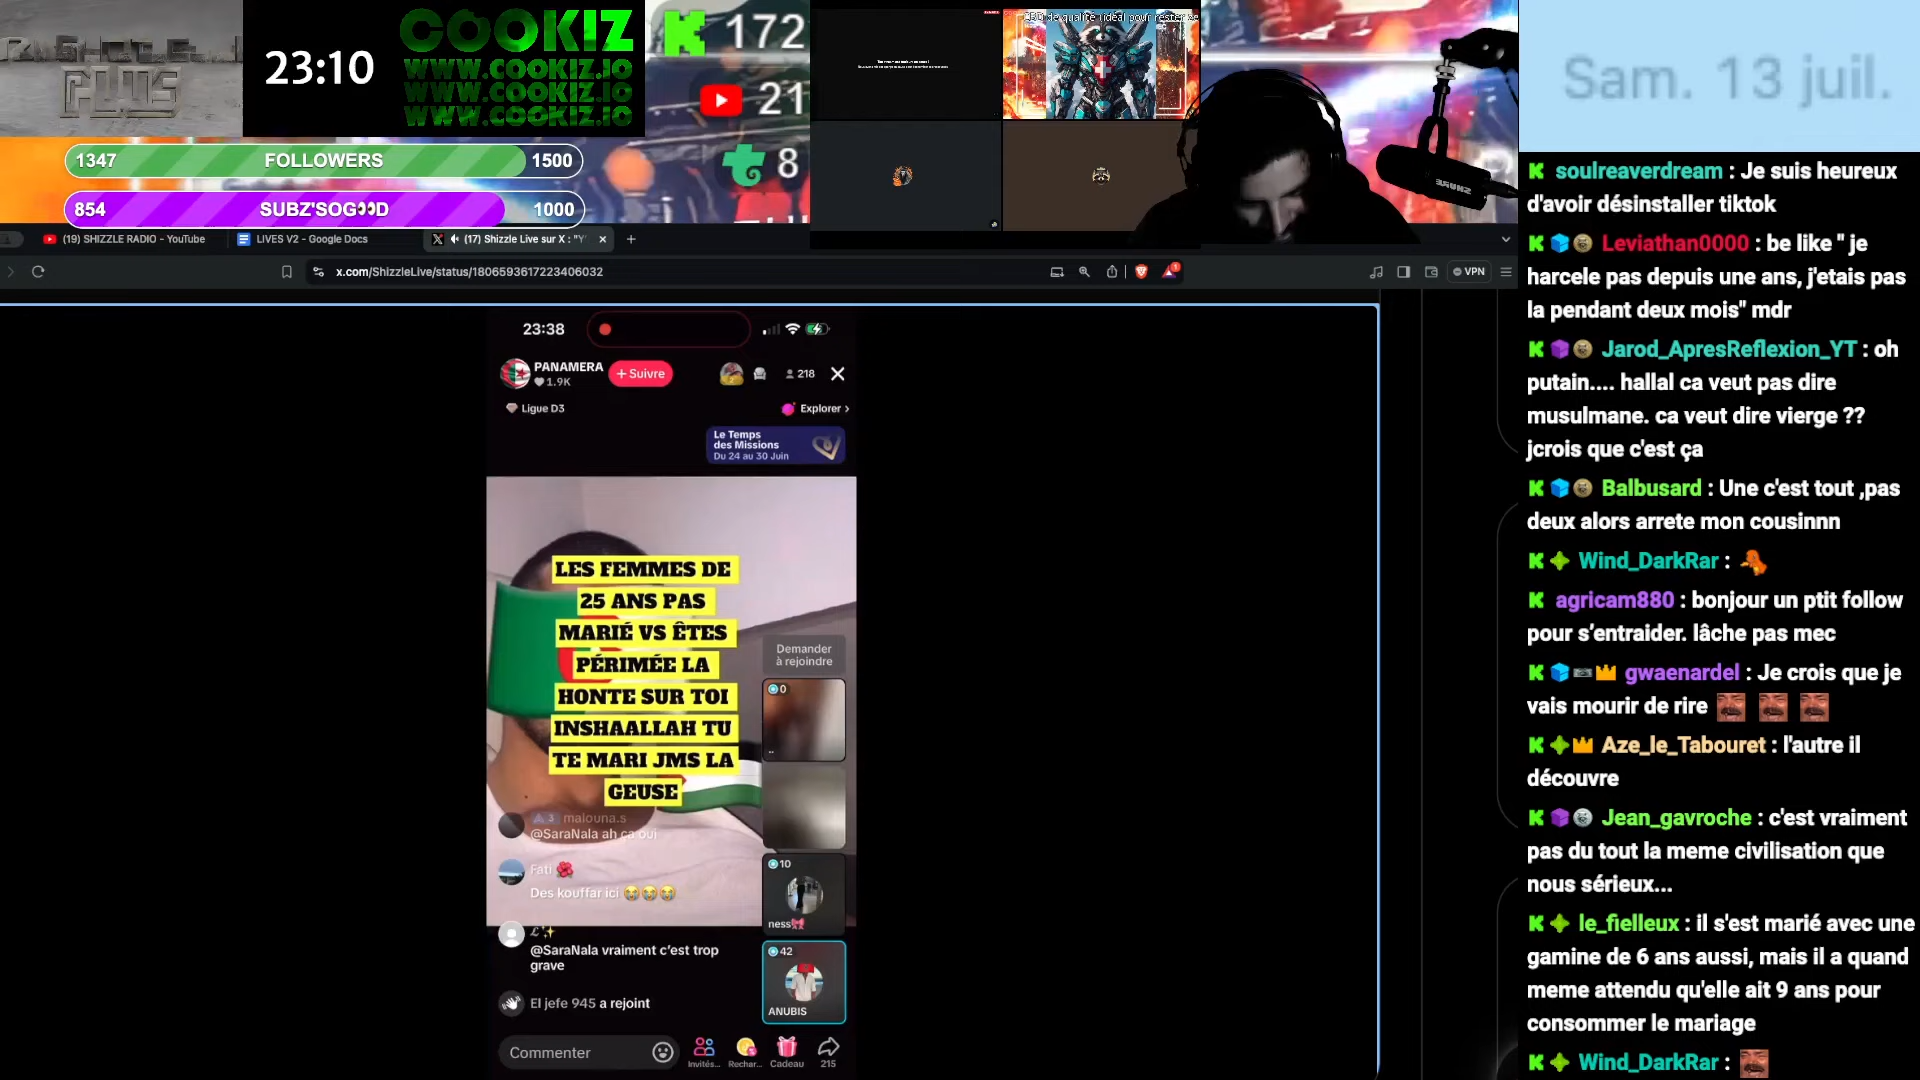 PLUS
23:10
COOKIZ
WWW.COOKIZ.IO
WWW.COOKIZ.IO
WWW.COOKIZ.IO
172
21
8
1347 FOLLOWERS 1500
854 SUBZ'SOG👀D 1000
CBD de qualité (idéal pour rester ze
Sam. 13 juil.
(19) SHIZZLE RADIO - YouTube
LIVES V2 - Google Docs
(17) Shizzle Live sur X : "Y
x.com/ShizzleLive/status/1806593617223406032
VPN
23:38
PANAMERA
1.9K
+ Suivre
218
Ligue D3
Explorer >
Le Temps
des Missions
Du 24 au 30 Juin
LES FEMMES DE
25 ANS PAS
MARIÉ VS ÊTES
PÉRIMÉE LA
HONTE SUR TOI
INSHAALLAH TU
TE MARI JMS LA
GEUSE
Demander
à rejoindre
0
..
10
ness🎀
42
ANUBIS
3 malouna.s
@SaraNala ah ça oui
Fati 🌺
Des kouffar ici 😭😭😭
ℒ✨
@SaraNala vraiment c'est trop
grave
El jefe 945 a rejoint
Commenter
Invités...
Rechar...
Cadeau
215
soulreaverdream : Je suis heureux
d'avoir désinstaller tiktok
Leviathan0000 : be like " je
harcele pas depuis une ans, j'etais pas
la pendant deux mois" mdr
Jarod_ApresReflexion_YT : oh
putain.... hallal ca veut pas dire
musulmane. ca veut dire vierge ??
jcrois que c'est ça
Balbusard : Une c'est tout ,pas
deux alors arrete mon cousinnn
Wind_DarkRar :
agricam880 : bonjour un ptit follow
pour s'entraider. lâche pas mec
gwaenardel : Je crois que je
vais mourir de rire
Aze_le_Tabouret : l'autre il
découvre
Jean_gavroche : c'est vraiment
pas du tout la meme civilisation que
nous sérieux...
le_fielleux : il s'est marié avec une
gamine de 6 ans aussi, mais il a quand
meme attendu qu'elle ait 9 ans pour
consommer le mariage
Wind_DarkRar :